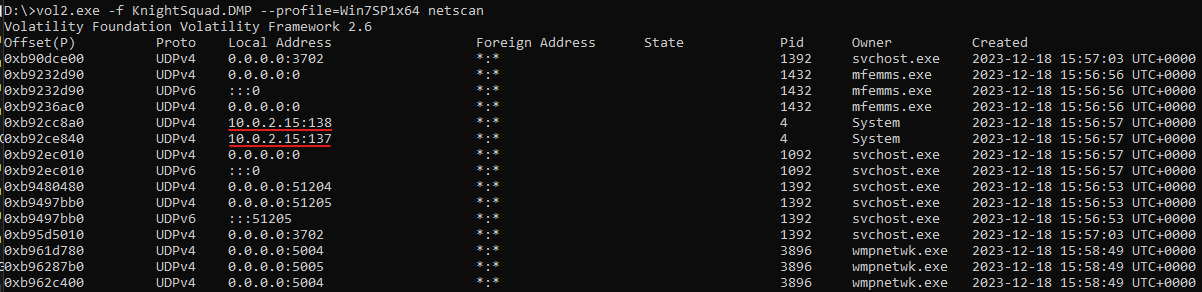 D:\>vol2.exe -f KnightSquad.DMP --profile=Win7SP1x64 netscan
Volatility Foundation Volatility Framework 2.6
Offset(P) Proto Local Address Foreign Address State Pid Owner Created
0xb90dce00 UDPv4 0.0.0.0:3702 *:* 1392 svchost.exe 2023-12-18 15:57:03 UTC+0000
0xb9232d90 UDPv4 0.0.0.0:0 *:* 1432 mfemms.exe 2023-12-18 15:56:56 UTC+0000
0xb9232d90 UDPv6 :::0 *:* 1432 mfemms.exe 2023-12-18 15:56:56 UTC+0000
0xb9236ac0 UDPv4 0.0.0.0:0 *:* 1432 mfemms.exe 2023-12-18 15:56:56 UTC+0000
0xb92cc8a0 UDPv4 10.0.2.15:138 *:* 4 System 2023-12-18 15:56:57 UTC+0000
0xb92ce840 UDPv4 10.0.2.15:137 *:* 4 System 2023-12-18 15:56:57 UTC+0000
0xb92ec010 UDPv4 0.0.0.0:0 *:* 1092 svchost.exe 2023-12-18 15:56:57 UTC+0000
0xb92ec010 UDPv6 :::0 *:* 1092 svchost.exe 2023-12-18 15:56:57 UTC+0000
0xb9480480 UDPv4 0.0.0.0:51204 *:* 1392 svchost.exe 2023-12-18 15:56:53 UTC+0000
0xb9497bb0 UDPv4 0.0.0.0:51205 *:* 1392 svchost.exe 2023-12-18 15:56:53 UTC+0000
0xb9497bb0 UDPv6 :::51205 *:* 1392 svchost.exe 2023-12-18 15:56:53 UTC+0000
0xb95d5010 UDPv4 0.0.0.0:3702 *:* 1392 svchost.exe 2023-12-18 15:57:03 UTC+0000
0xb961d780 UDPv4 0.0.0.0:5004 *:* 3896 wmpnetwk.exe 2023-12-18 15:58:49 UTC+0000
0xb96287b0 UDPv4 0.0.0.0:5005 *:* 3896 wmpnetwk.exe 2023-12-18 15:58:49 UTC+0000
0xb962c400 UDPv4 0.0.0.0:5004 *:* 3896 wmpnetwk.exe 2023-12-18 15:58:49 UTC+0000